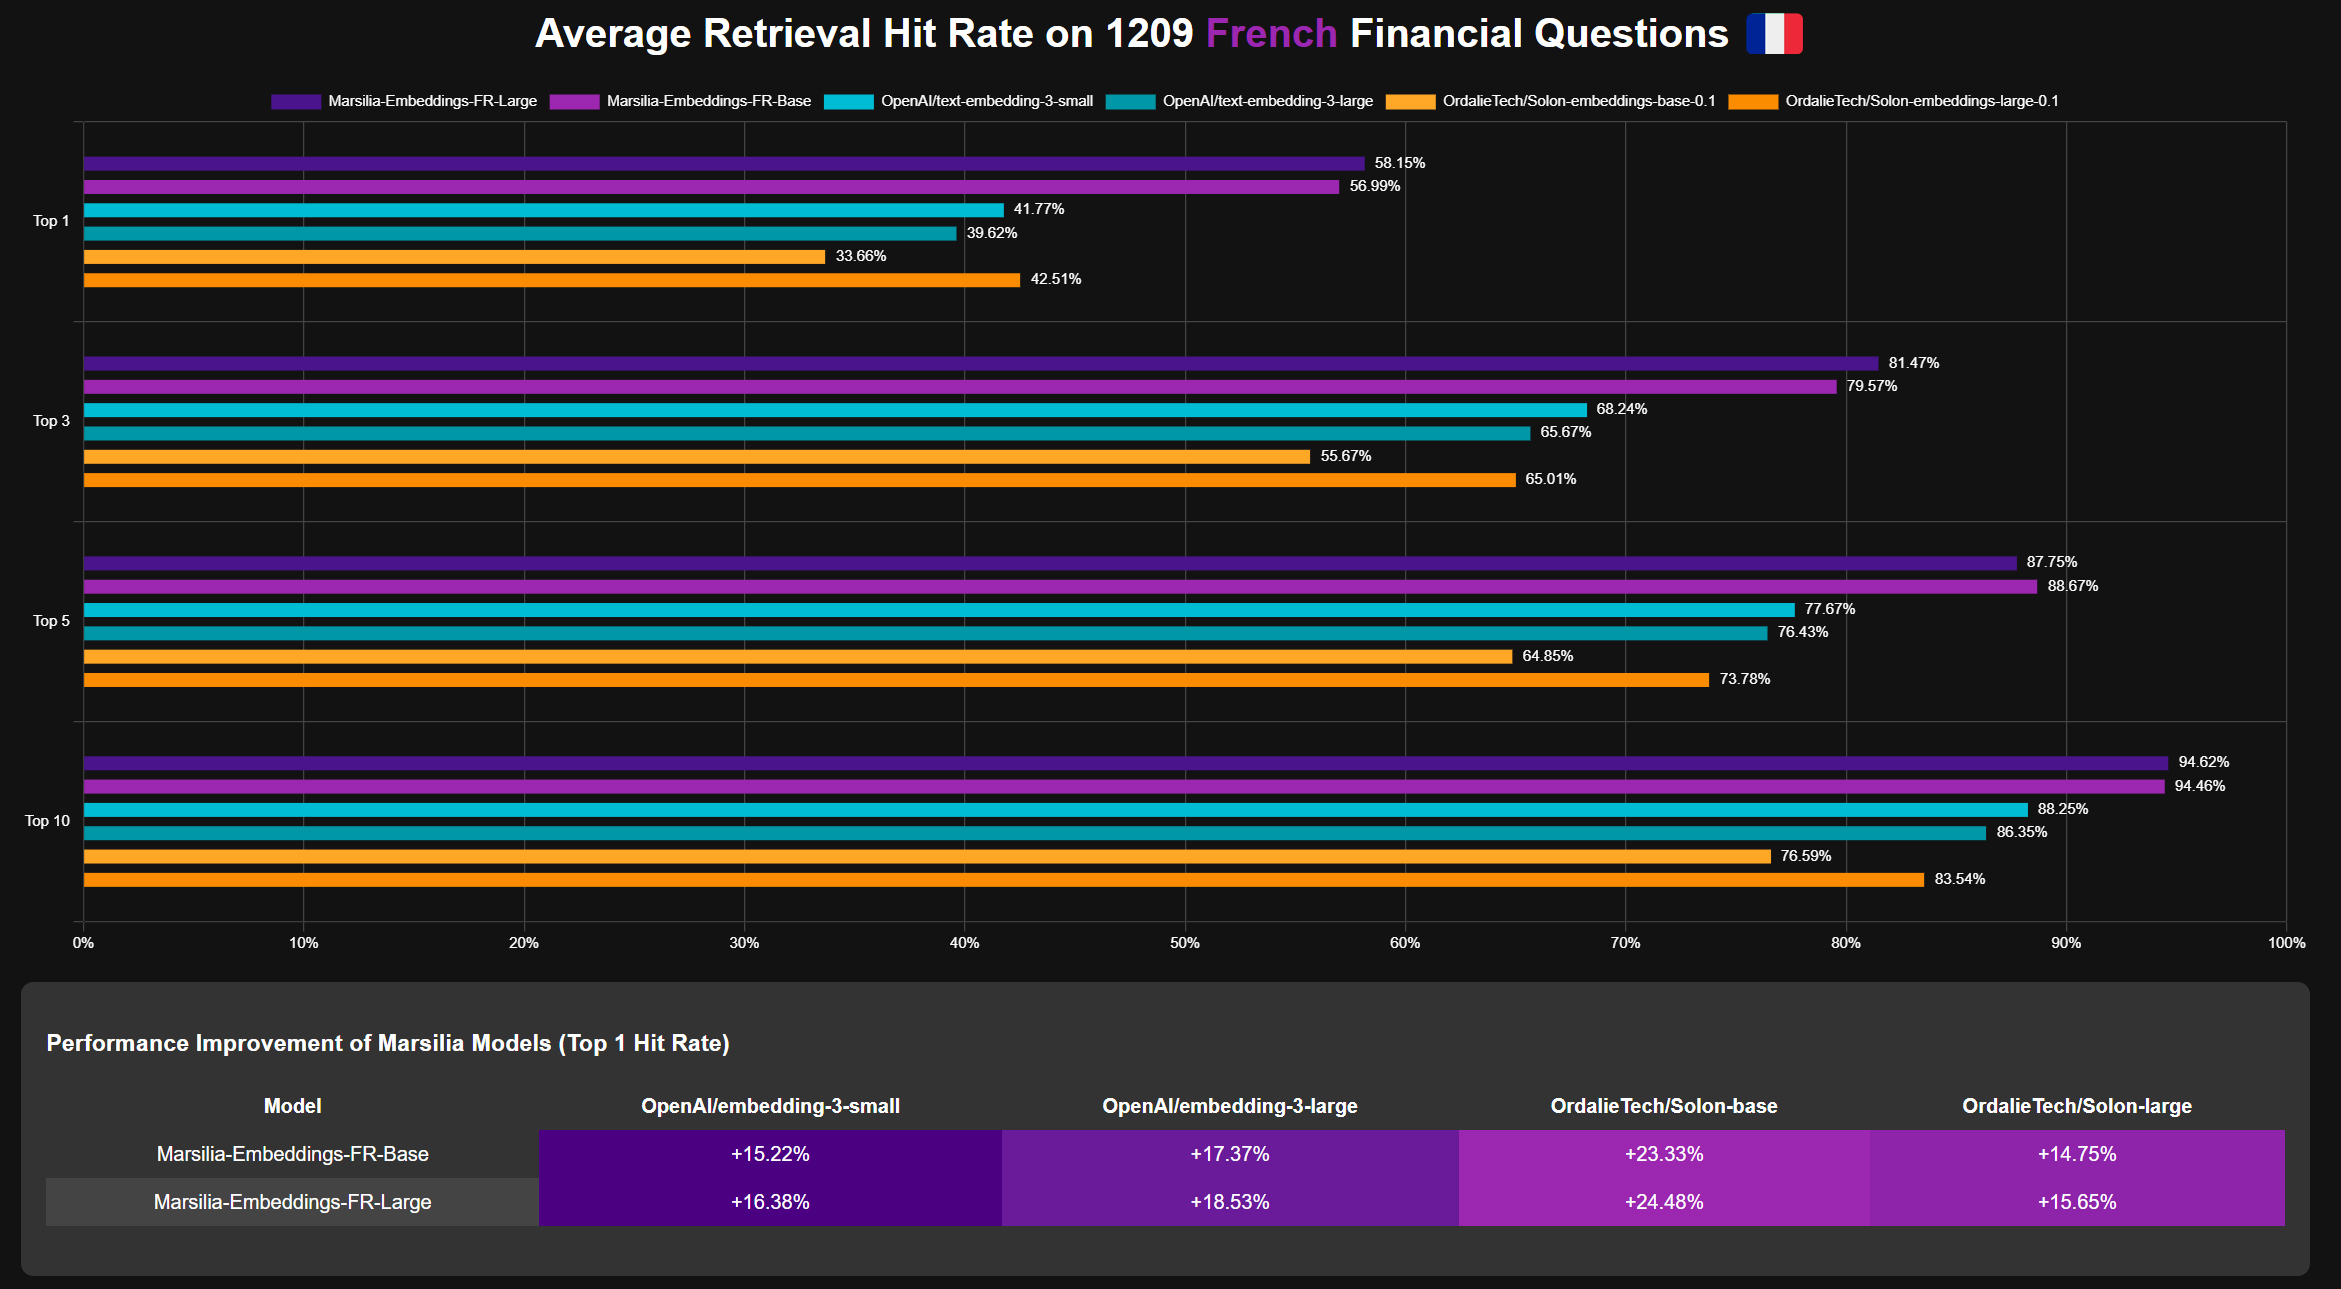 Average Retrieval Hit Rate on 1209 French Financial Questions
Marsilia-Embeddings-FR-Large Marsilia-Embeddings-FR-Base OpenAI/text-embedding-3-small OpenAI/text-embedding-3-large OrdalieTech/Solon-embeddings-base-0.1 OrdalieTech/Solon-embeddings-large-0.1
Top 1
58.15%
56.99%
41.77%
39.62%
33.66%
42.51%
Top 3
81.47%
79.57%
68.24%
65.67%
55.67%
65.01%
Top 5
87.75%
88.67%
77.67%
76.43%
64.85%
73.78%
Top 10
94.62%
94.46%
88.25%
86.35%
76.59%
83.54%
0% 10% 20% 30% 40% 50% 60% 70% 80% 90% 100%
Performance Improvement of Marsilia Models (Top 1 Hit Rate)
Model OpenAI/embedding-3-small OpenAI/embedding-3-large OrdalieTech/Solon-base OrdalieTech/Solon-large
Marsilia-Embeddings-FR-Base +15.22% +17.37% +23.33% +14.75%
Marsilia-Embeddings-FR-Large +16.38% +18.53% +24.48% +15.65%